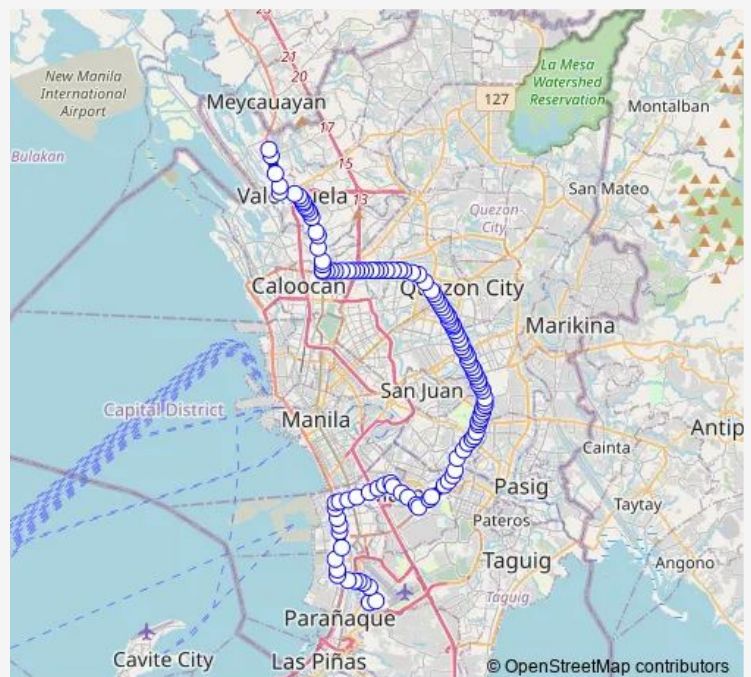 23
21
20
New Manila
International
Airport
La Mesa
Watershed
Reservation
127
Meycauayan
Montalban
17
Bulakan
15
San Mateo
13
Quezon
City
Caloocan
Quezon City
Marikina
San Juan
Capital District
Manila
Antip
Cainta
Pasig
Taytay
Pateros
Taguig
Angono
Taguig
Parañaque
Cavite City
Las Piñas
© OpenStreetMap contributors